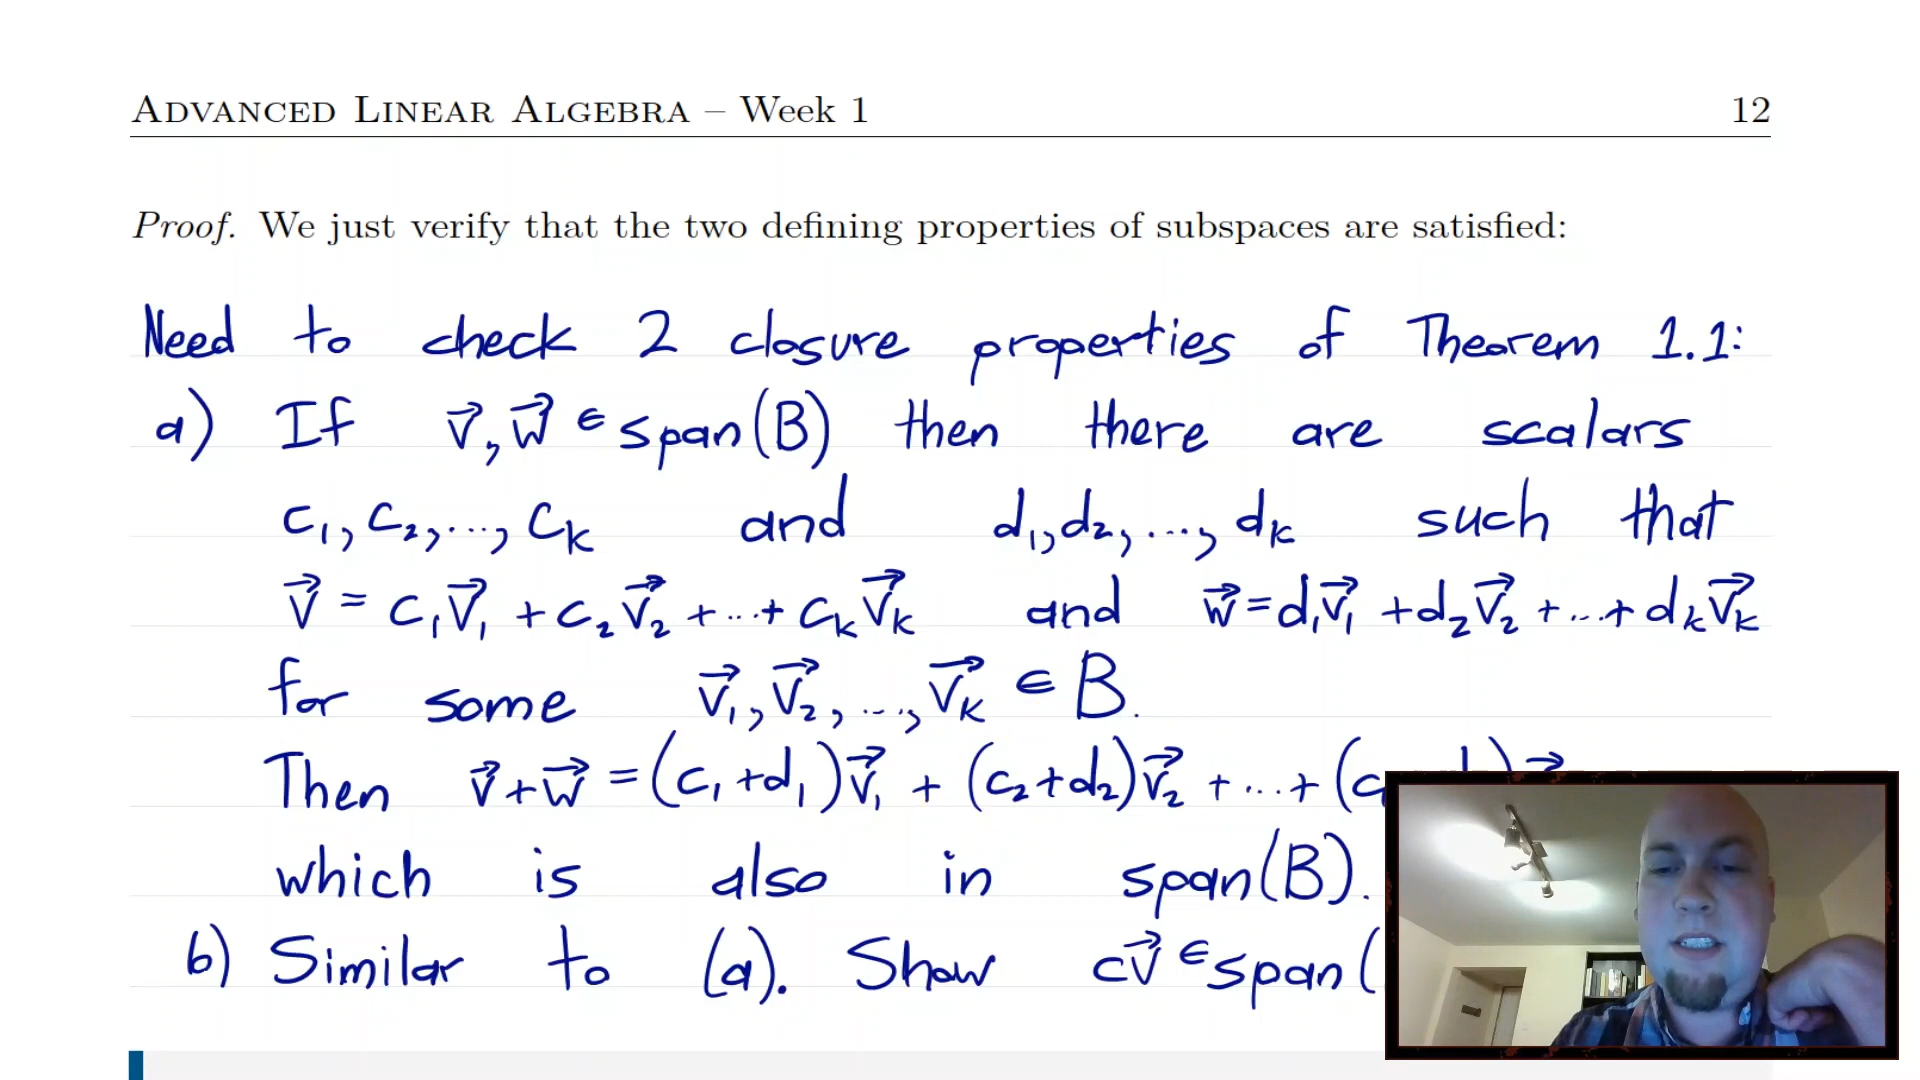 ADVANCED LINEAR ALGEBRA – Week 1 12
Proof. We just verify that the two defining properties of subspaces are satisfied:
Need to check 2 closure properties of Theorem 1.1:
a) If v⃗, w⃗ ∈ span(B) then there are scalars
c₁, c₂, ..., cₖ and d₁, d₂, ..., dₖ such that
v⃗ = c₁v⃗₁ + c₂v⃗₂ + ... + cₖv⃗ₖ and w⃗ = d₁v⃗₁ + d₂v⃗₂ + ... + dₖv⃗ₖ
for some v⃗₁, v⃗₂, ..., v⃗ₖ ∈ B.
Then v⃗ + w⃗ = (c₁ + d₁)v⃗₁ + (c₂ + d₂)v⃗₂ + ... + (c
which is also in span(B).
b) Similar to (a). Show cv⃗ ∈ span(